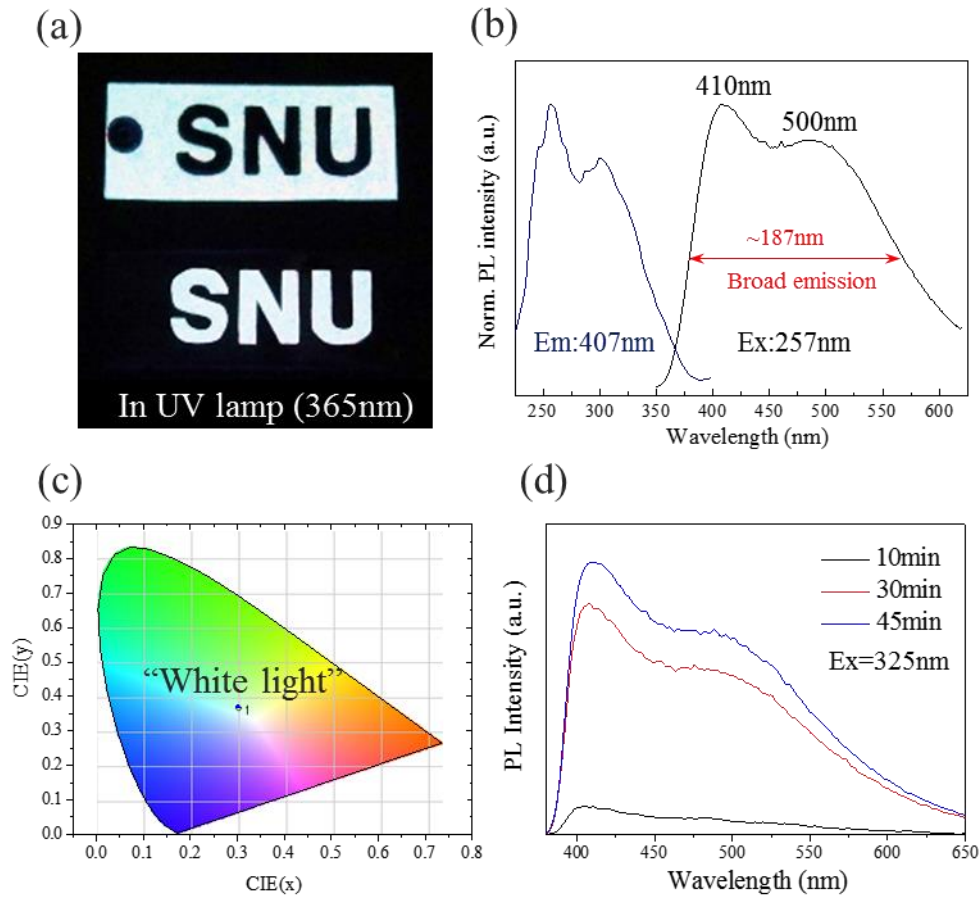 (a)
SNU
SNU
In UV lamp (365nm)
(b)
Norm. PL intensity (a.u.)
410nm
500nm
~187nm
Broad emission
Em:407nm
Ex:257nm
250 300 350 400 450 500 550 600
Wavelength (nm)
(c)
CIE(y)
0.9
0.8
0.7
0.6
0.5
0.4
0.3
0.2
0.1
0.0
“White light”
1
0.0 0.1 0.2 0.3 0.4 0.5 0.6 0.7 0.8
CIE(x)
(d)
PL Intensity (a.u.)
10min
30min
45min
Ex=325nm
400 450 500 550 600 650
Wavelength (nm)